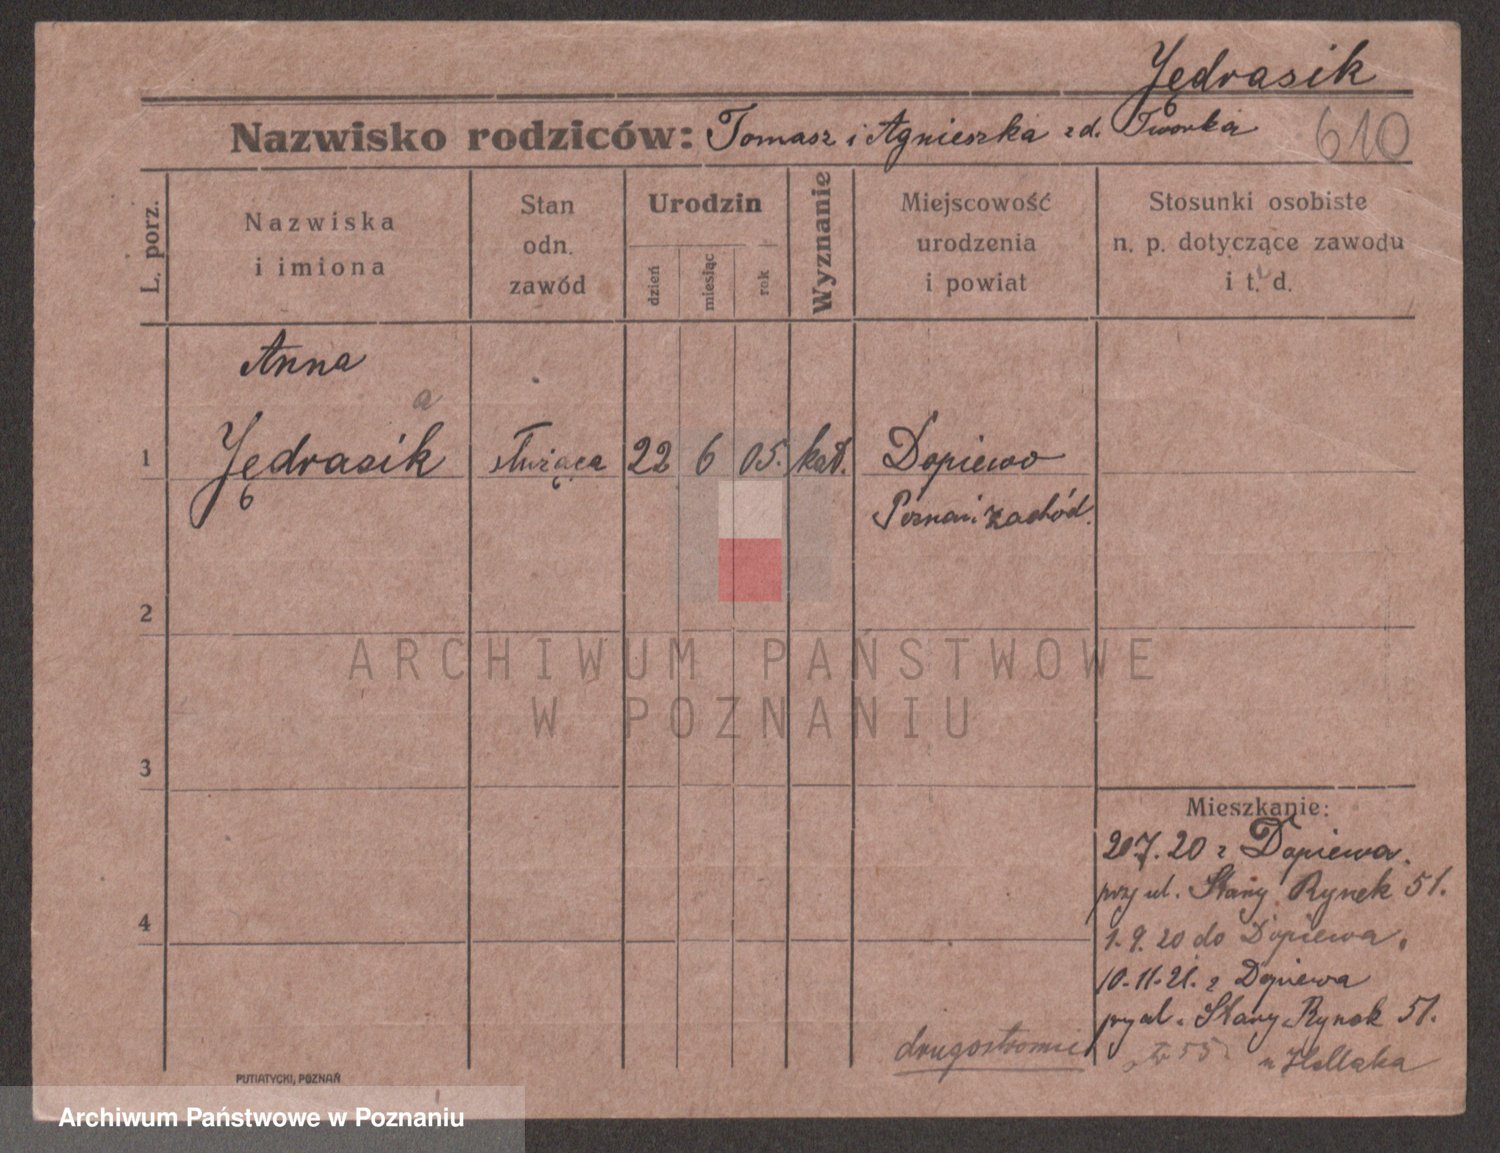 Jędrasik
Nazwisko rodziców: Tomasz i Agnieszka z d. Tworka
610
L. porz.
Nazwiska
i imiona
Stan
odn.
zawód
Urodzin
dzień
miesiąc
rok
Wyznanie
Miejscowość
urodzenia
i powiat
Stosunki osobiste
n. p. dotyczące zawodu
i t. d.
Anna
a
1 Jędrasik służąca 22 6 05. kat. Dopiewo
Poznań zachód.
2
ARCHIWUM PAŃSTWOWE
W POZNANIU
3
Mieszkanie:
20.7.20 z Dopiewa.
przy ul. Stary Rynek 51.
4
1.9.20 do Dopiewa.
10.11.21. z Dopiewa
przy ul. Stary Rynek 51.
drugostronnie
u
PUTIATYCKI, POZNAŃ
Archiwum Państwowe w Poznaniu